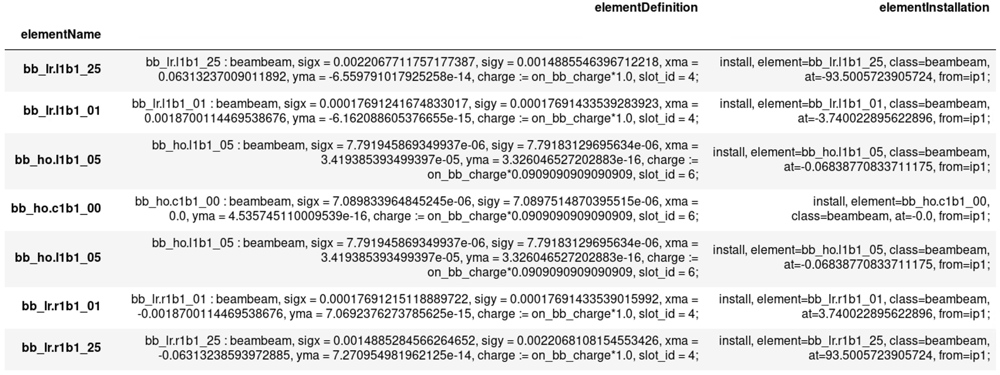 elementDefinition elementInstallation
elementName
bb_lr.l1b1_25 bb_lr.l1b1_25 : beambeam, sigx = 0.0022067711757177387, sigy = 0.0014885546396712218, xma = 0.06313237009011892, yma = -6.559791017925258e-14, charge := on_bb_charge*1.0, slot_id = 4; install, element=bb_lr.l1b1_25, class=beambeam, at=-93.5005723905724, from=ip1;
bb_lr.l1b1_01 bb_lr.l1b1_01 : beambeam, sigx = 0.00017691241674833017, sigy = 0.00017691433539283923, xma = 0.0018700114469538676, yma = -6.162088605376655e-15, charge := on_bb_charge*1.0, slot_id = 4; install, element=bb_lr.l1b1_01, class=beambeam, at=-3.740022895622896, from=ip1;
bb_ho.l1b1_05 bb_ho.l1b1_05 : beambeam, sigx = 7.791945869349937e-06, sigy = 7.79183129695634e-06, xma = 3.419385393499397e-05, yma = 3.326046527202883e-16, charge := on_bb_charge*0.0909090909090909, slot_id = 6; install, element=bb_ho.l1b1_05, class=beambeam, at=-0.06838770833711175, from=ip1;
bb_ho.c1b1_00 bb_ho.c1b1_00 : beambeam, sigx = 7.089833964845245e-06, sigy = 7.0897514870395515e-06, xma = 0.0, yma = 4.535745110009539e-16, charge := on_bb_charge*0.0909090909090909, slot_id = 6; install, element=bb_ho.c1b1_00, class=beambeam, at=-0.0, from=ip1;
bb_ho.l1b1_05 bb_ho.l1b1_05 : beambeam, sigx = 7.791945869349937e-06, sigy = 7.79183129695634e-06, xma = 3.419385393499397e-05, yma = 3.326046527202883e-16, charge := on_bb_charge*0.0909090909090909, slot_id = 6; install, element=bb_ho.l1b1_05, class=beambeam, at=-0.06838770833711175, from=ip1;
bb_lr.r1b1_01 bb_lr.r1b1_01 : beambeam, sigx = 0.00017691215118889722, sigy = 0.00017691433539015992, xma = -0.0018700114469538676, yma = 7.0692376273785625e-15, charge := on_bb_charge*1.0, slot_id = 4; install, element=bb_lr.r1b1_01, class=beambeam, at=3.740022895622896, from=ip1;
bb_lr.r1b1_25 bb_lr.r1b1_25 : beambeam, sigx = 0.0014885284566264652, sigy = 0.0022068108154553426, xma = -0.06313238593972885, yma = 7.270954981962125e-14, charge := on_bb_charge*1.0, slot_id = 4; install, element=bb_lr.r1b1_25, class=beambeam, at=93.5005723905724, from=ip1;